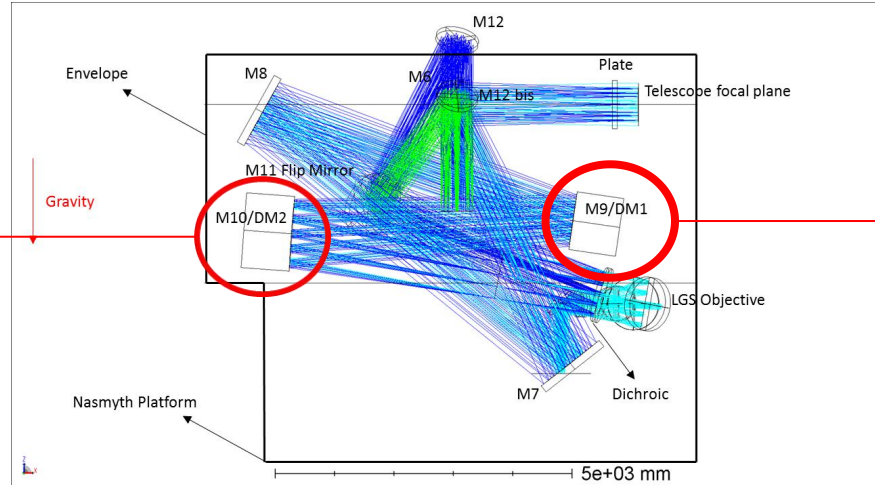 M12
Envelope
M8
M6
Plate
M12 bis
Telescope focal plane
M11 Flip Mirror
Gravity
M10/DM2
M9/DM1
LGS Objective
M7
Dichroic
Nasmyth Platform
Z
X
5e+03 mm